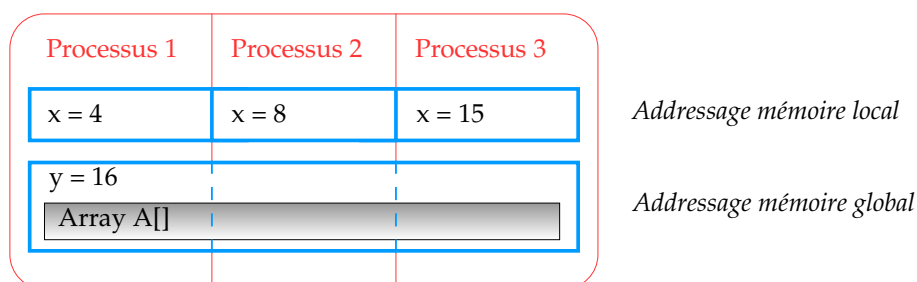 Processus 1 Processus 2 Processus 3
x = 4 x = 8 x = 15 Addressage mémoire local
y = 16
Array A[] Addressage mémoire global